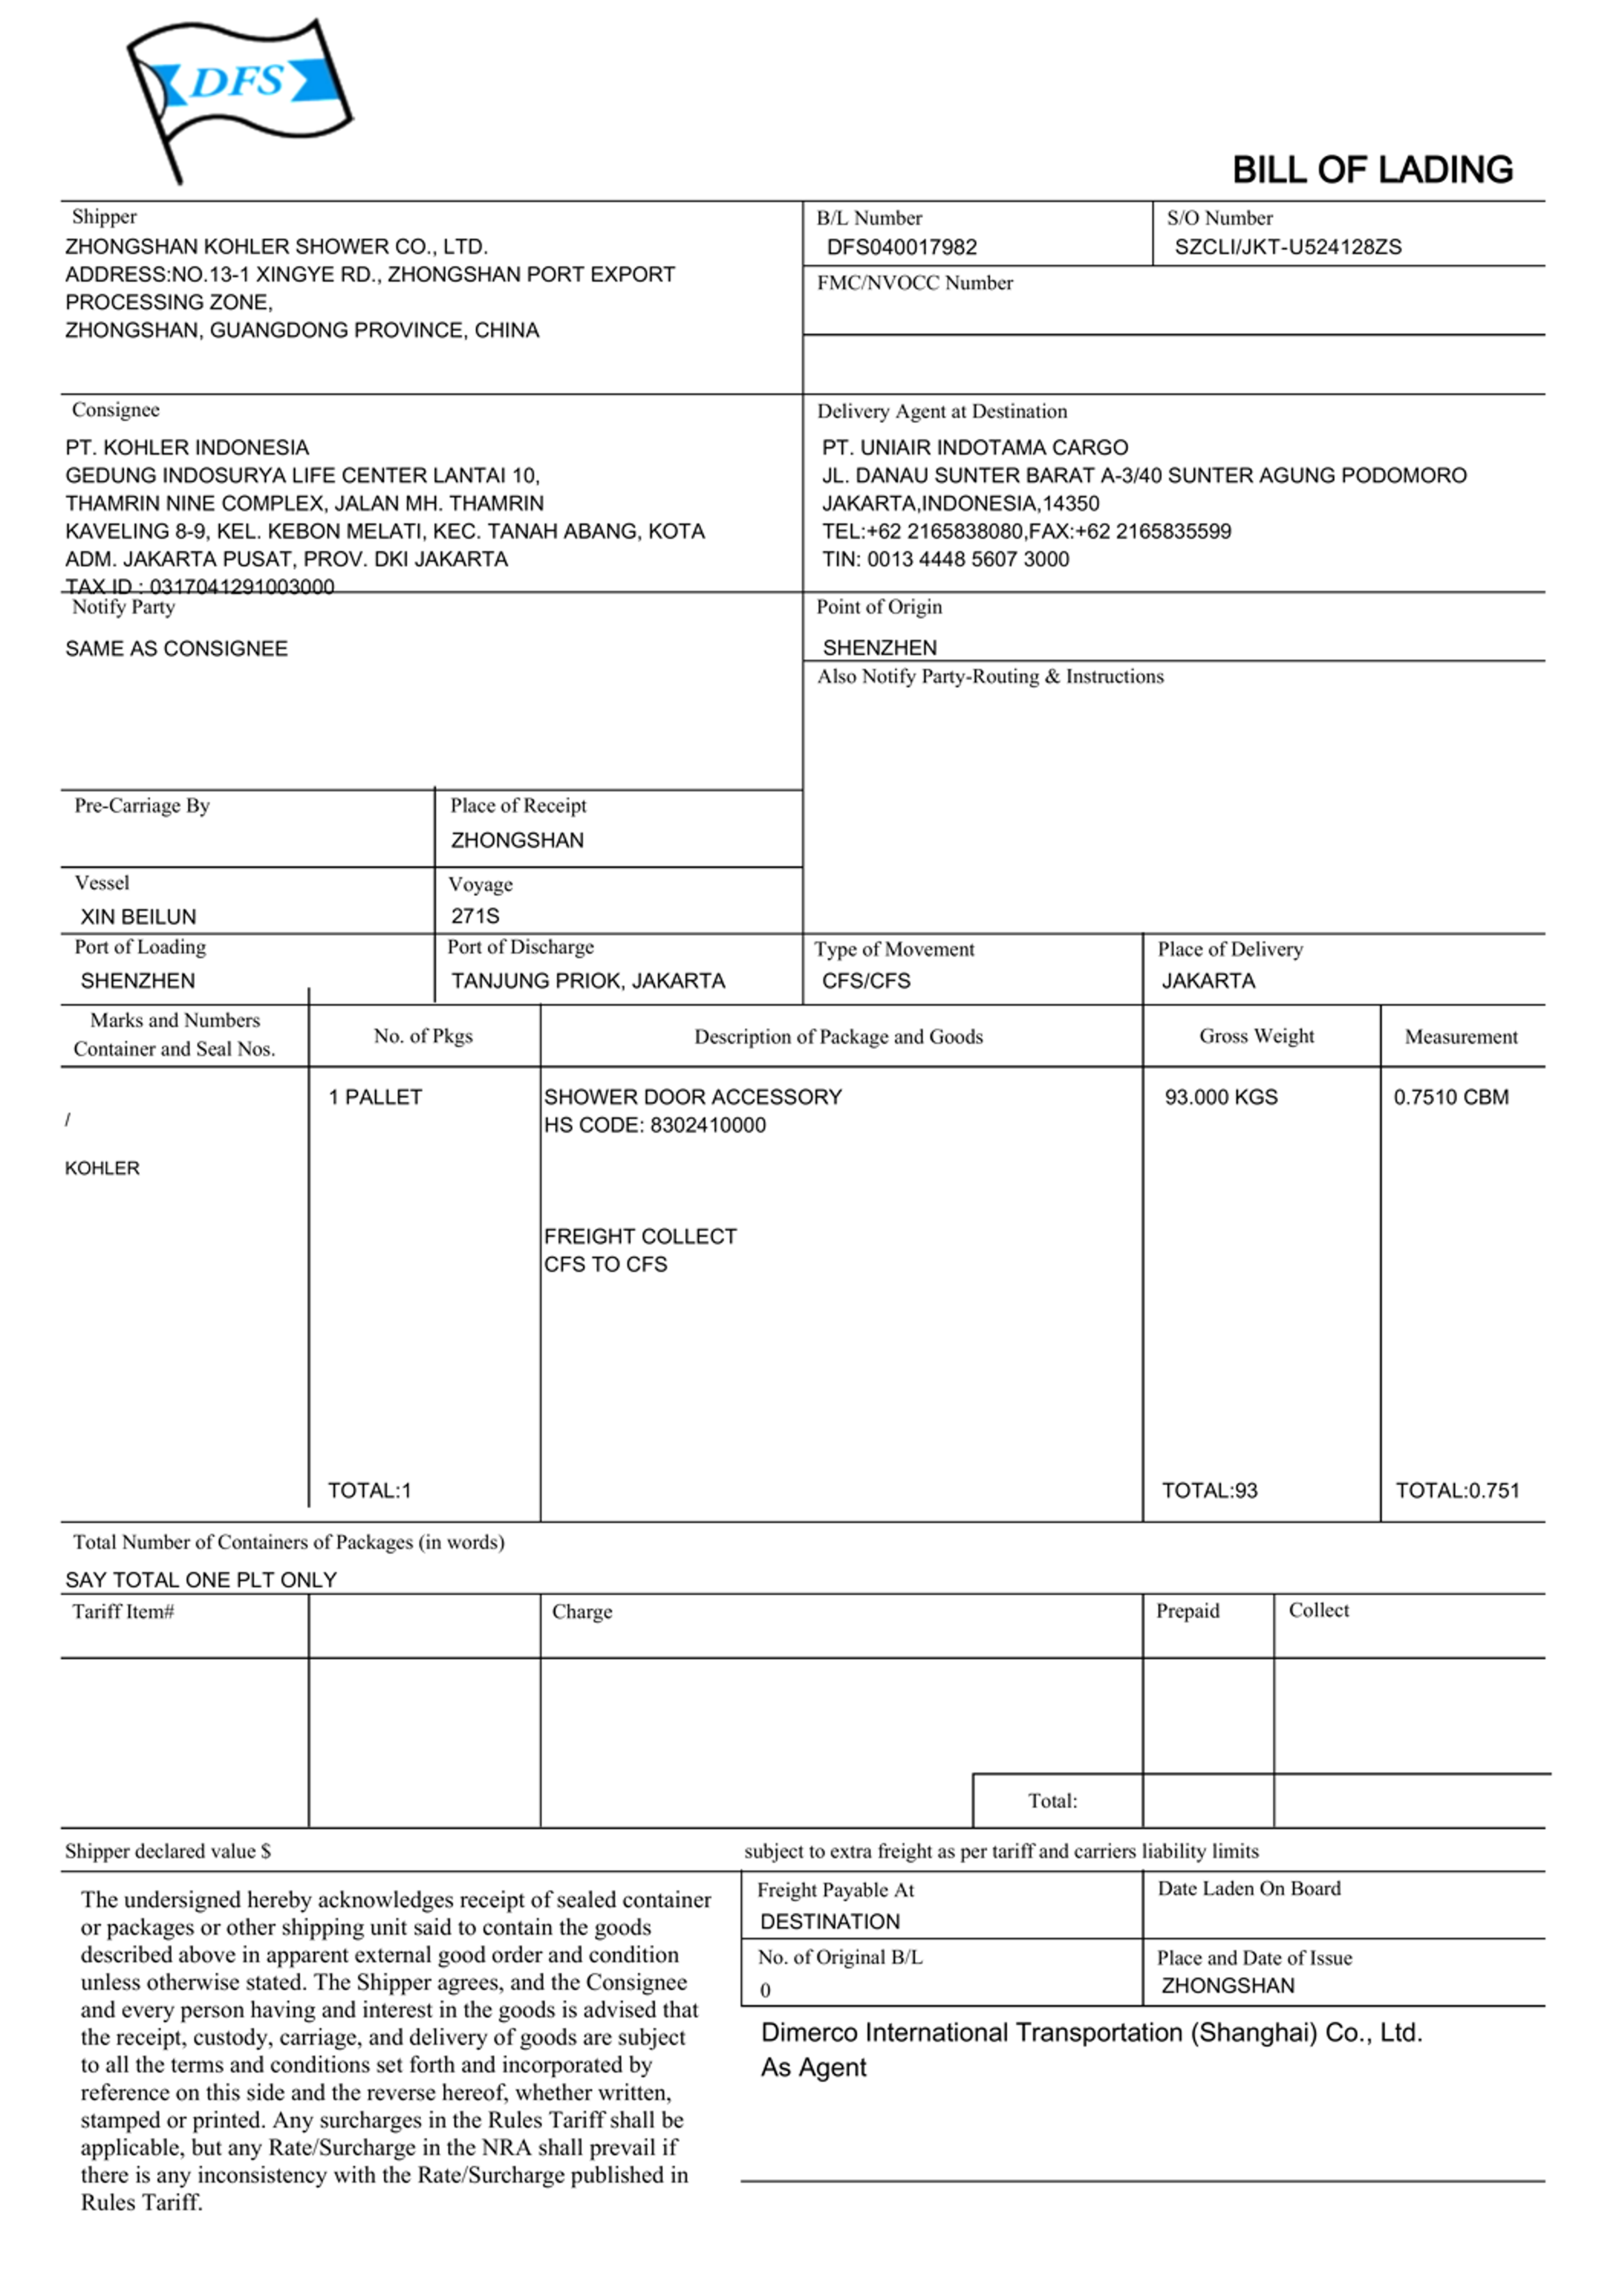 DFS
BILL OF LADING
Shipper
ZHONGSHAN KOHLER SHOWER CO., LTD.
ADDRESS:NO.13-1 XINGYE RD., ZHONGSHAN PORT EXPORT
PROCESSING ZONE,
ZHONGSHAN, GUANGDONG PROVINCE, CHINA
B/L Number
DFS040017982
S/O Number
SZCLI/JKT-U524128ZS
FMC/NVOCC Number
Consignee
PT. KOHLER INDONESIA
GEDUNG INDOSURYA LIFE CENTER LANTAI 10,
THAMRIN NINE COMPLEX, JALAN MH. THAMRIN
KAVELING 8-9, KEL. KEBON MELATI, KEC. TANAH ABANG, KOTA
ADM. JAKARTA PUSAT, PROV. DKI JAKARTA
TAX ID : 0317041291003000
Delivery Agent at Destination
PT. UNIAIR INDOTAMA CARGO
JL. DANAU SUNTER BARAT A-3/40 SUNTER AGUNG PODOMORO
JAKARTA,INDONESIA,14350
TEL:+62 2165838080,FAX:+62 2165835599
TIN: 0013 4448 5607 3000
Notify Party
SAME AS CONSIGNEE
Point of Origin
SHENZHEN
Also Notify Party-Routing & Instructions
Pre-Carriage By
Place of Receipt
ZHONGSHAN
Vessel
XIN BEILUN
Voyage
271S
Port of Loading
SHENZHEN
Port of Discharge
TANJUNG PRIOK, JAKARTA
Type of Movement
CFS/CFS
Place of Delivery
JAKARTA
Marks and Numbers
Container and Seal Nos.
No. of Pkgs
Description of Package and Goods
Gross Weight
Measurement
/
KOHLER
1 PALLET
SHOWER DOOR ACCESSORY
HS CODE: 8302410000
FREIGHT COLLECT
CFS TO CFS
93.000 KGS
0.7510 CBM
TOTAL:1
TOTAL:93
TOTAL:0.751
Total Number of Containers of Packages (in words)
SAY TOTAL ONE PLT ONLY
Tariff Item#
Charge
Prepaid
Collect
Total:
Shipper declared value $
subject to extra freight as per tariff and carriers liability limits
The undersigned hereby acknowledges receipt of sealed container
or packages or other shipping unit said to contain the goods
described above in apparent external good order and condition
unless otherwise stated. The Shipper agrees, and the Consignee
and every person having and interest in the goods is advised that
the receipt, custody, carriage, and delivery of goods are subject
to all the terms and conditions set forth and incorporated by
reference on this side and the reverse hereof, whether written,
stamped or printed. Any surcharges in the Rules Tariff shall be
applicable, but any Rate/Surcharge in the NRA shall prevail if
there is any inconsistency with the Rate/Surcharge published in
Rules Tariff.
Freight Payable At
DESTINATION
Date Laden On Board
No. of Original B/L
0
Place and Date of Issue
ZHONGSHAN
Dimerco International Transportation (Shanghai) Co., Ltd.
As Agent